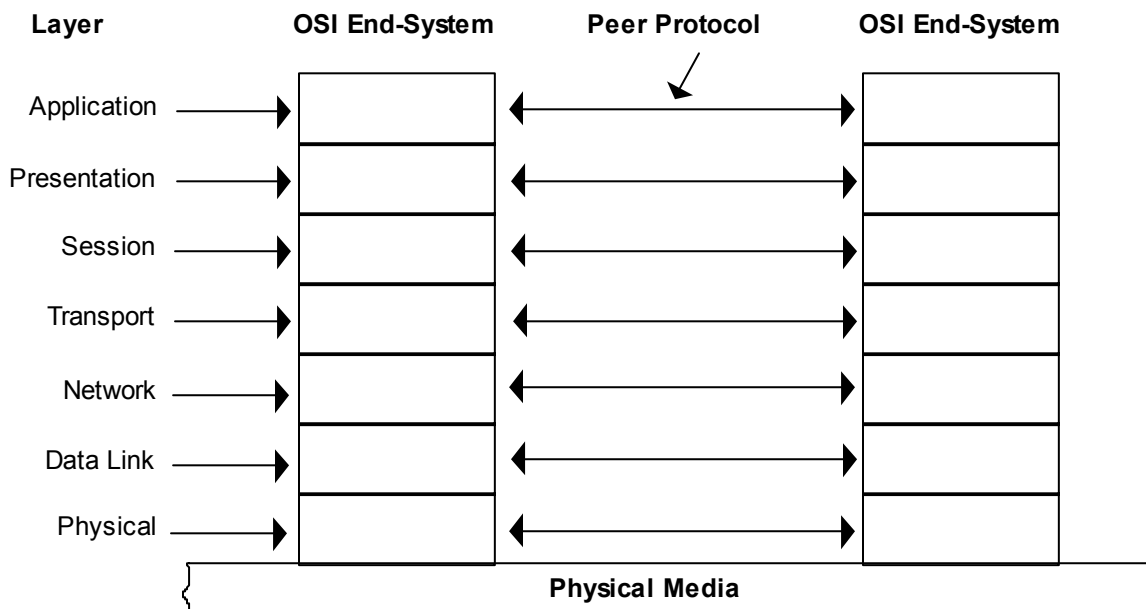 Layer OSI End-System Peer Protocol OSI End-System
Application
Presentation
Session
Transport
Network
Data Link
Physical
Physical Media